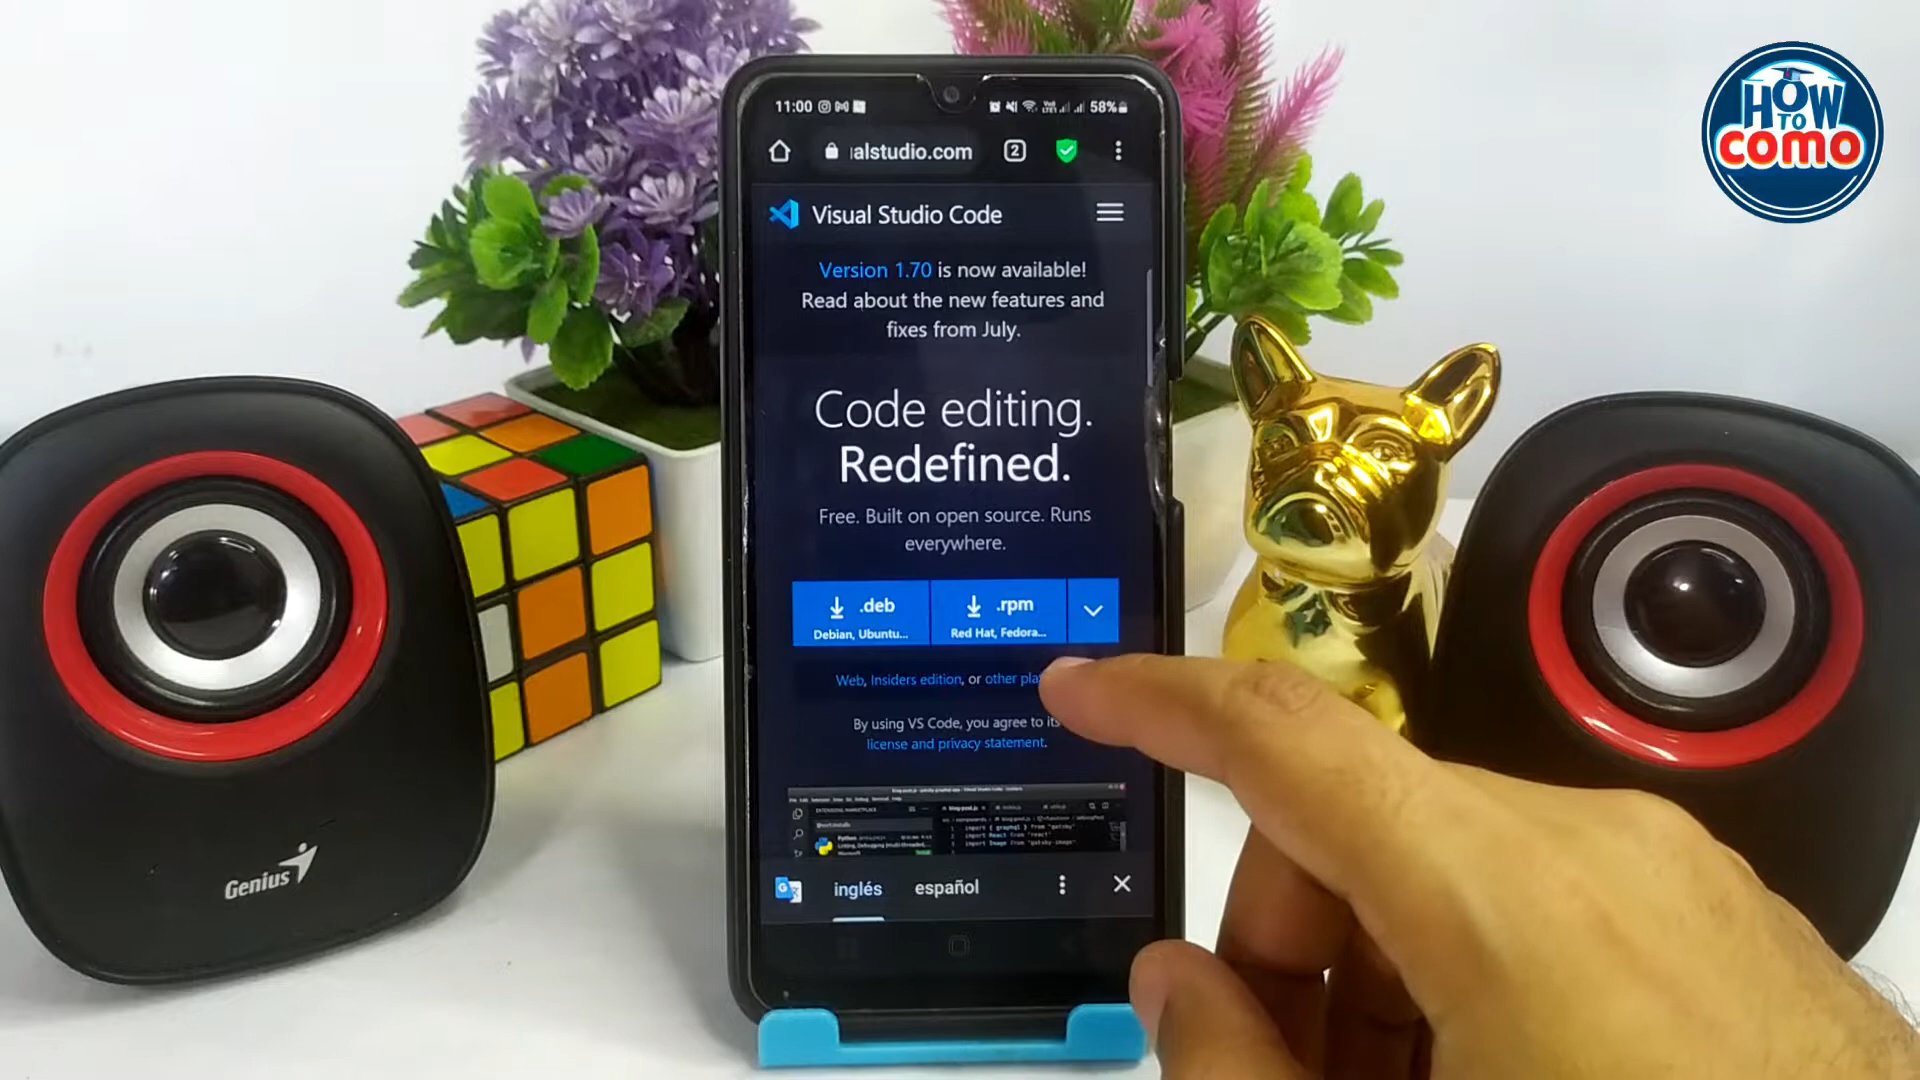 HOW
TO
COMO
11:00
58%
alstudio.com
2
Visual Studio Code
Version 1.70 is now available!
Read about the new features and
fixes from July.
Code editing.
Redefined.
Free. Built on open source. Runs
everywhere.
.deb
Debian, Ubuntu...
.rpm
Red Hat, Fedora...
Web, Insiders edition, or other
By using VS Code, you agree to its
license and privacy statement.
inglés
español
Genius